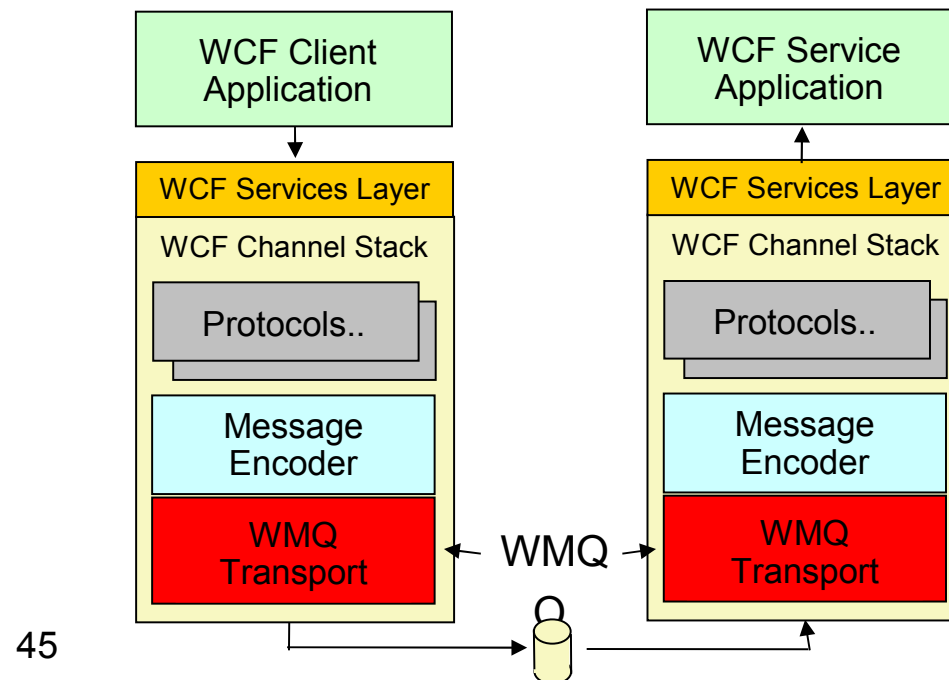 WCF Client
Application
WCF Services Layer
WCF Channel Stack
Protocols..
Message
Encoder
WMQ
Transport
WCF Service
Application
WCF Services Layer
WCF Channel Stack
Protocols..
Message
Encoder
WMQ
Transport
WMQ
45